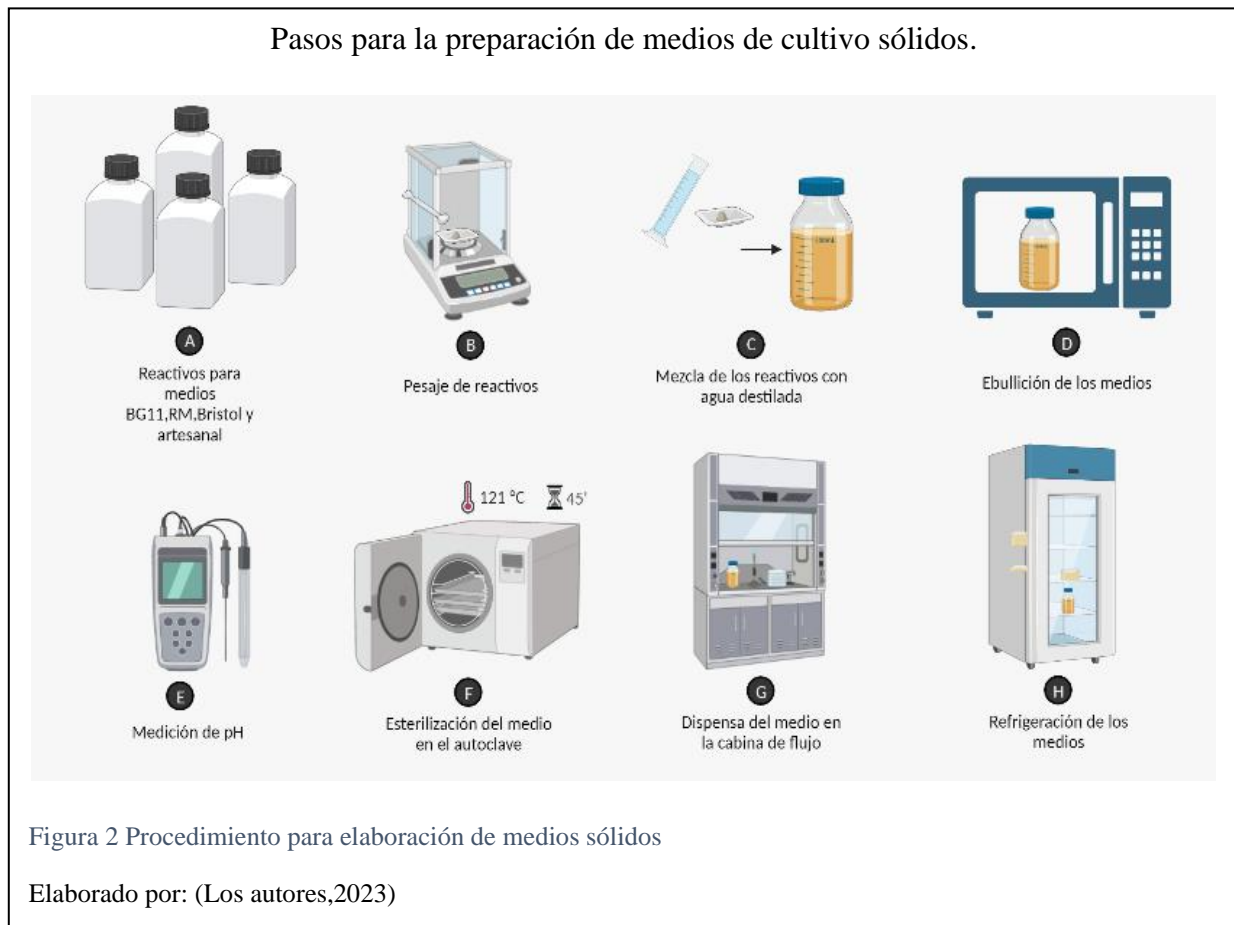 Pasos para la preparación de medios de cultivo sólidos.
A
Reactivos para
medios
BG11,RM,Bristol y
artesanal
B
Pesaje de reactivos
C
Mezcla de los reactivos con
agua destilada
D
Ebullición de los medios
E
Medición de pH
121 °C
45'
F
Esterilización del medio
en el autoclave
G
Dispensa del medio en
la cabina de flujo
H
Refrigeración de los
medios
Figura 2 Procedimiento para elaboración de medios sólidos
Elaborado por: (Los autores,2023)